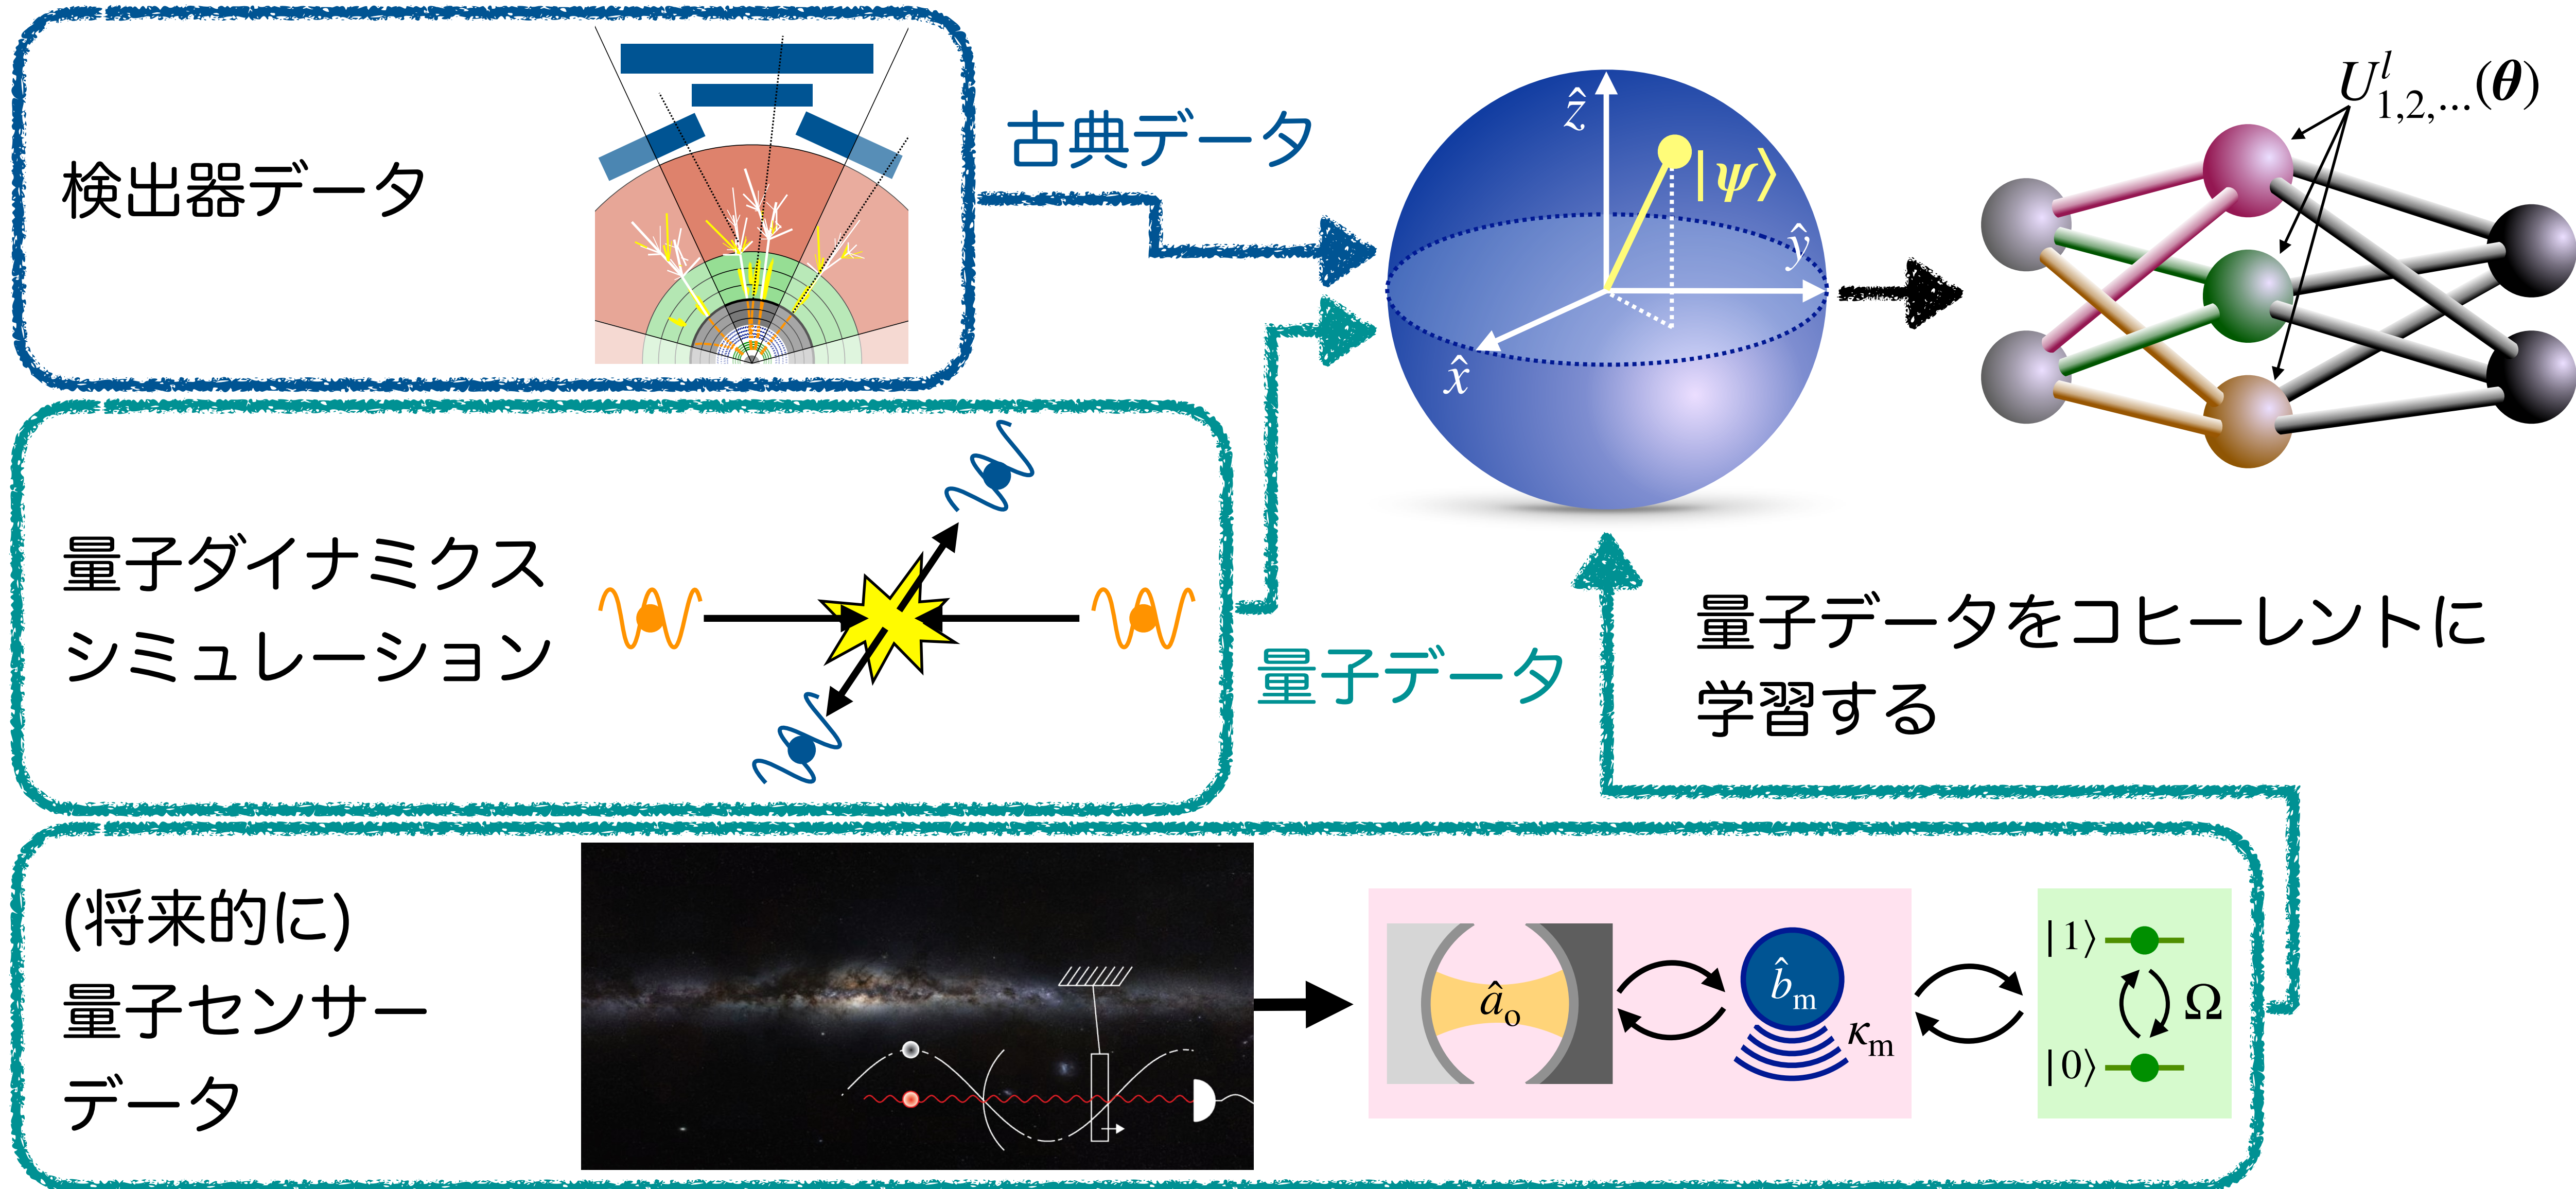 検出器データ
古典データ
ẑ
|ψ⟩
ŷ
x̂
U^l_{1,2,...}(θ)
量子ダイナミクス
シミュレーション
量子データ
量子データをコヒーレントに
学習する
(将来的に)
量子センサー
データ
â_o
b̂_m
κ_m
|1⟩
Ω
|0⟩